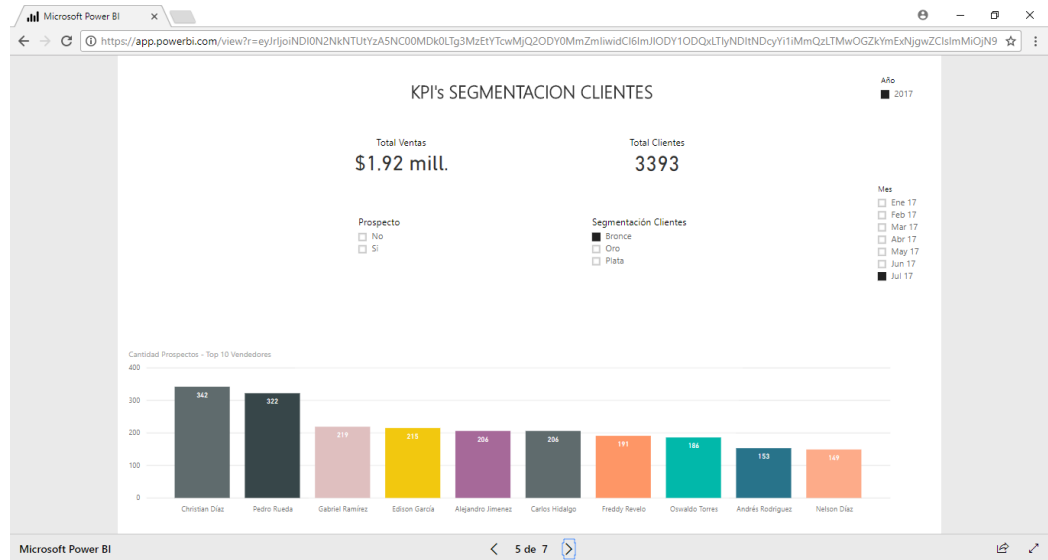 Microsoft Power BI
https://app.powerbi.com/view?r=
KPI's SEGMENTACION CLIENTES
Año
2017
Total Ventas
$1.92 mill.
Total Clientes
3393
Mes
Ene 17
Feb 17
Mar 17
Abr 17
May 17
Jun 17
Jul 17
Prospecto
No
Si
Segmentación Clientes
Bronce
Oro
Plata
Cantidad Prospectos - Top 10 Vendedores
400
300
200
100
0
342
322
219
215
206
206
191
186
153
149
Christian Díaz
Pedro Rueda
Gabriel Ramírez
Edison García
Alejandro Jimenez
Carlos Hidalgo
Freddy Revelo
Oswaldo Torres
Andrés Rodriguez
Nelson Díaz
Microsoft Power BI
5 de 7